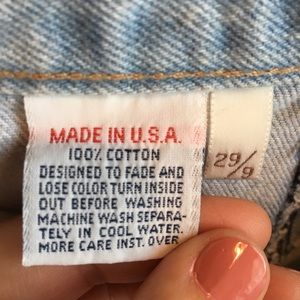 MADE IN U.S.A.
100% COTTON
DESIGNED TO FADE AND
LOSE COLOR TURN INSIDE
OUT BEFORE WASHING
MACHINE WASH SEPARA-
TELY IN COOL WATER.
MORE CARE INST. OVER
29/9